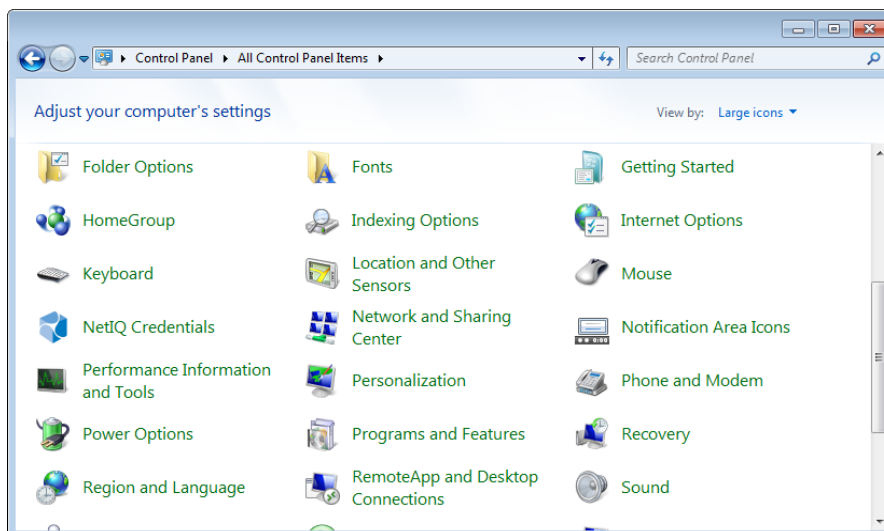 Control Panel All Control Panel Items Search Control Panel
Adjust your computer's settings View by: Large icons
Folder Options Fonts Getting Started
HomeGroup Indexing Options Internet Options
Keyboard Location and Other Sensors Mouse
NetIQ Credentials Network and Sharing Center Notification Area Icons
Performance Information and Tools Personalization Phone and Modem
Power Options Programs and Features Recovery
Region and Language RemoteApp and Desktop Connections Sound